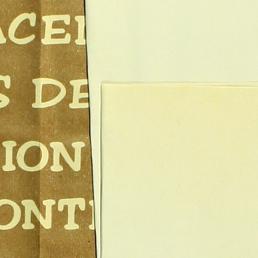 ACEI
S DE
ION
ONTI